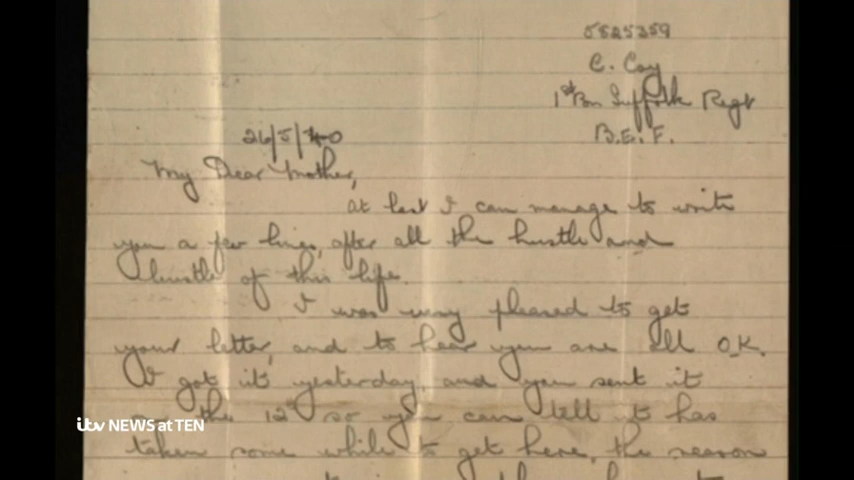 5825359
C. Coy
1st Bn Suffolk Regt
B.E.F.
26/5/40
My Dear Mother,
at last I can manage to write
you a few lines, after all the hustle and
bustle of this life.
I was very pleased to get
your letter, and to hear you are all O.K.
I got it yesterday, and you sent it
the 12th so you can tell it has
taken some while to get here, the reason
itv NEWS at TEN